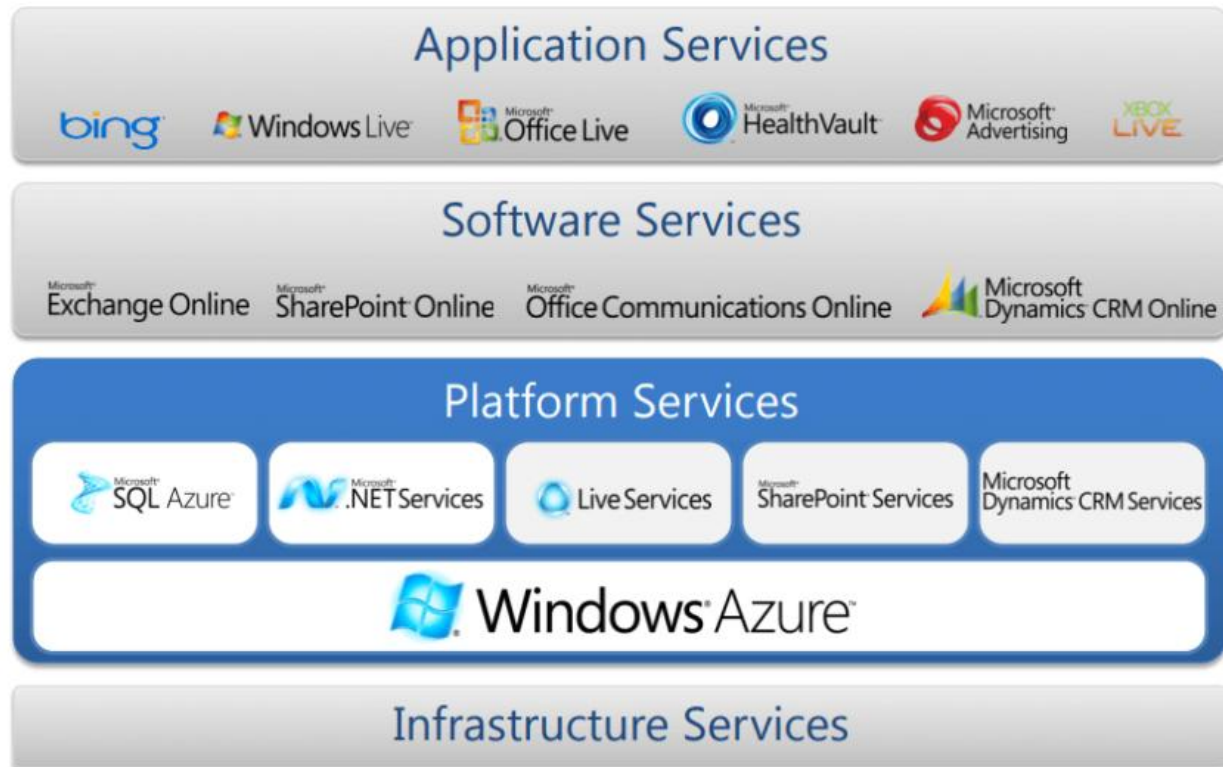 Application Services
bing Windows Live Microsoft Office Live Microsoft HealthVault Microsoft Advertising XBOX LIVE
Software Services
Microsoft Exchange Online Microsoft SharePoint Online Microsoft Office Communications Online Microsoft Dynamics CRM Online
Platform Services
Microsoft SQL Azure Microsoft .NET Services Live Services Microsoft SharePoint Services Microsoft Dynamics CRM Services
Windows Azure
Infrastructure Services